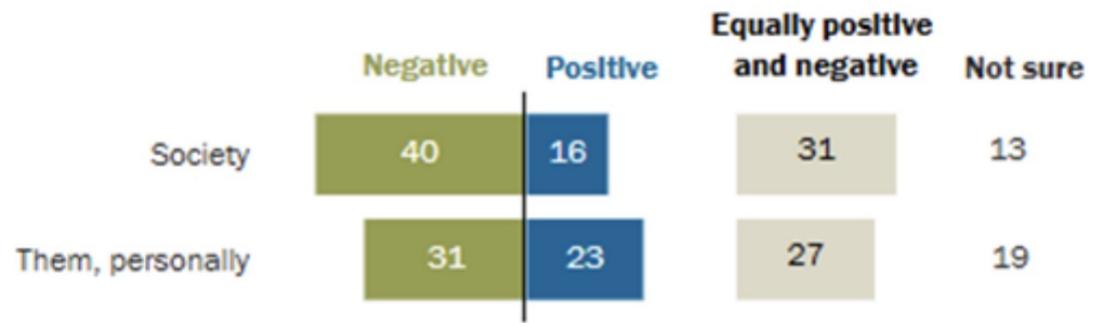 Equally positive
Negative Positive and negative Not sure
Society 40 16 31 13
Them, personally 31 23 27 19